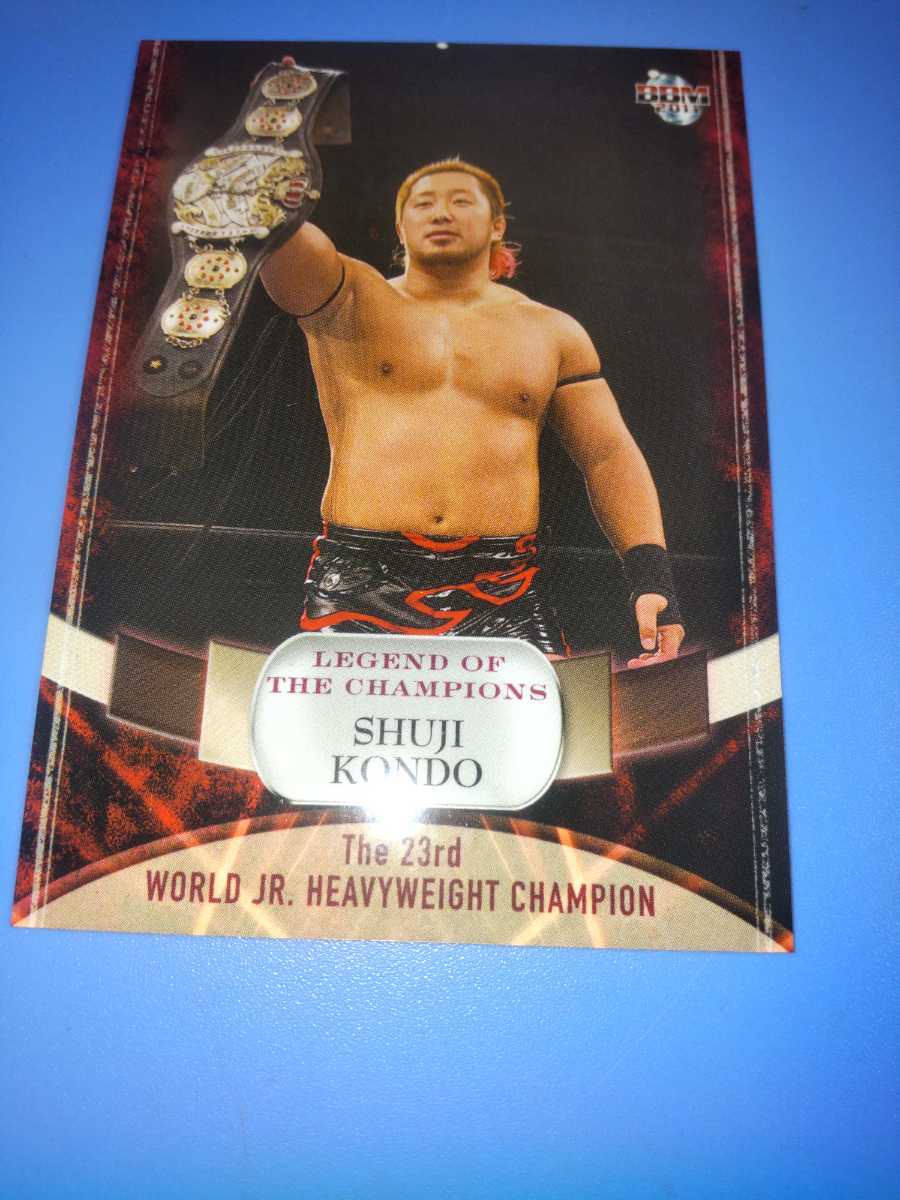 BBM
LEGEND OF
THE CHAMPIONS
SHUJI
KONDO
The 23rd
WORLD JR. HEAVYWEIGHT CHAMPION